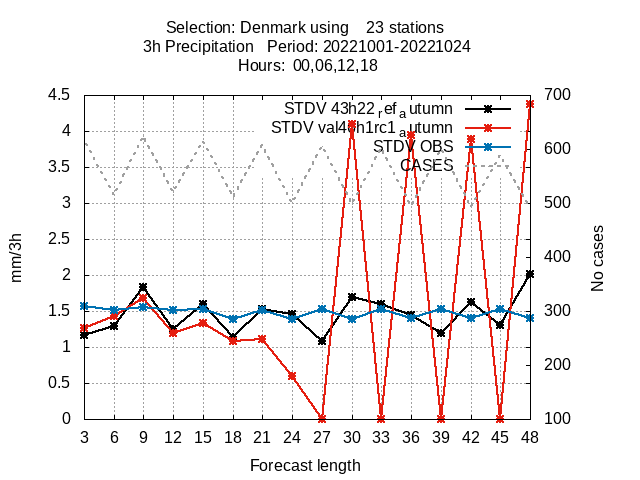 Selection: Denmark using 23 stations
3h Precipitation Period: 20221001-20221024
Hours: 00,06,12,18
mm/3h
4.5
4
3.5
3
2.5
2
1.5
1
0.5
0
STDV 43h22 ref a utumn
STDV OBS
CASES
700
600
500
400
300
200
100
No cases
3 6 9 12 15 18 21 24 27 30 33 36 39 42 45 48
Forecast length